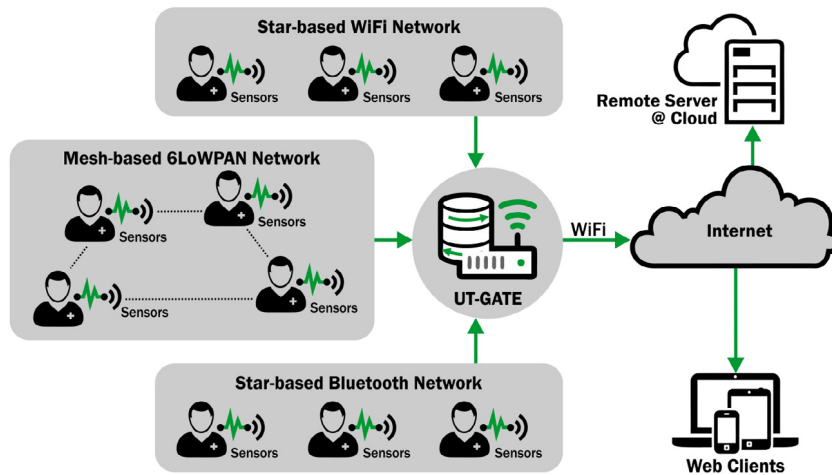 Star-based WiFi Network
Sensors
Sensors
Sensors
Remote Server
@ Cloud
Mesh-based 6LoWPAN Network
Sensors
Sensors
Sensors
Sensors
UT-GATE
WiFi
Internet
Star-based Bluetooth Network
Sensors
Sensors
Sensors
Web Clients